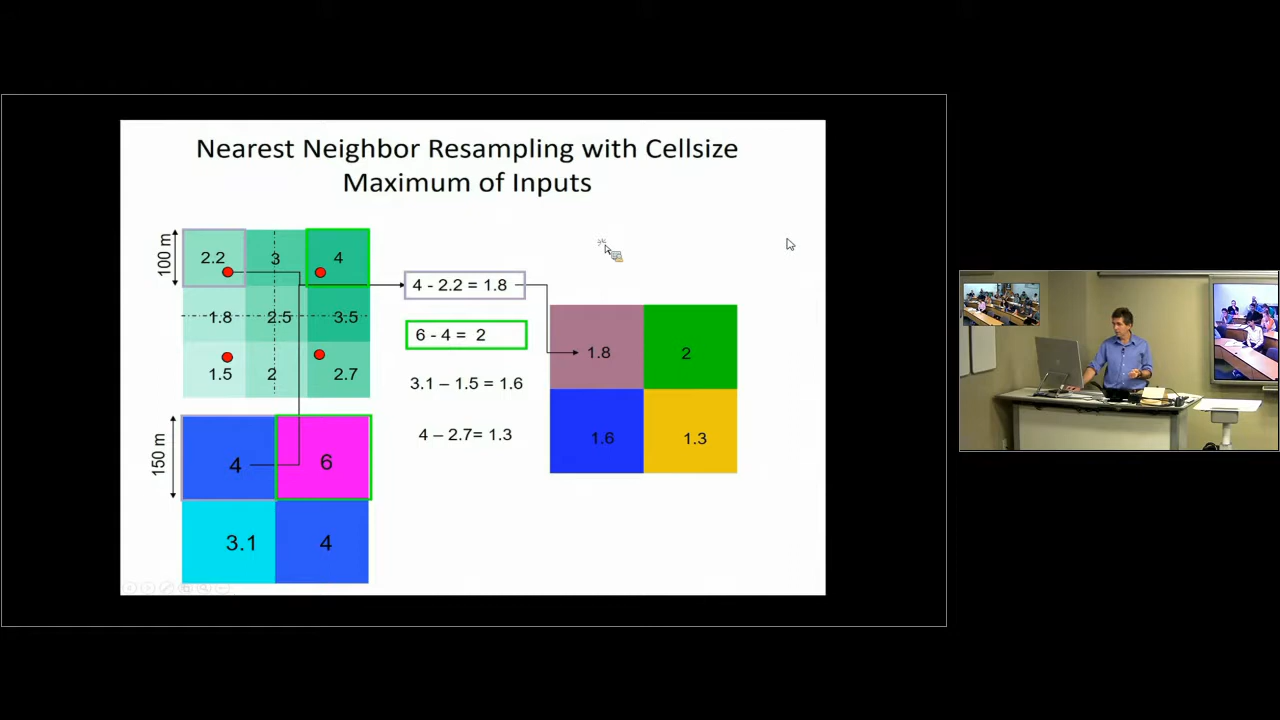 Nearest Neighbor Resampling with Cellsize
Maximum of Inputs
100 m
2.2 3 4
1.8 2.5 3.5
1.5 2 2.7
150 m
4 6
3.1 4
4 - 2.2 = 1.8
6 - 4 = 2
3.1 – 1.5 = 1.6
4 – 2.7= 1.3
1.8 2
1.6 1.3